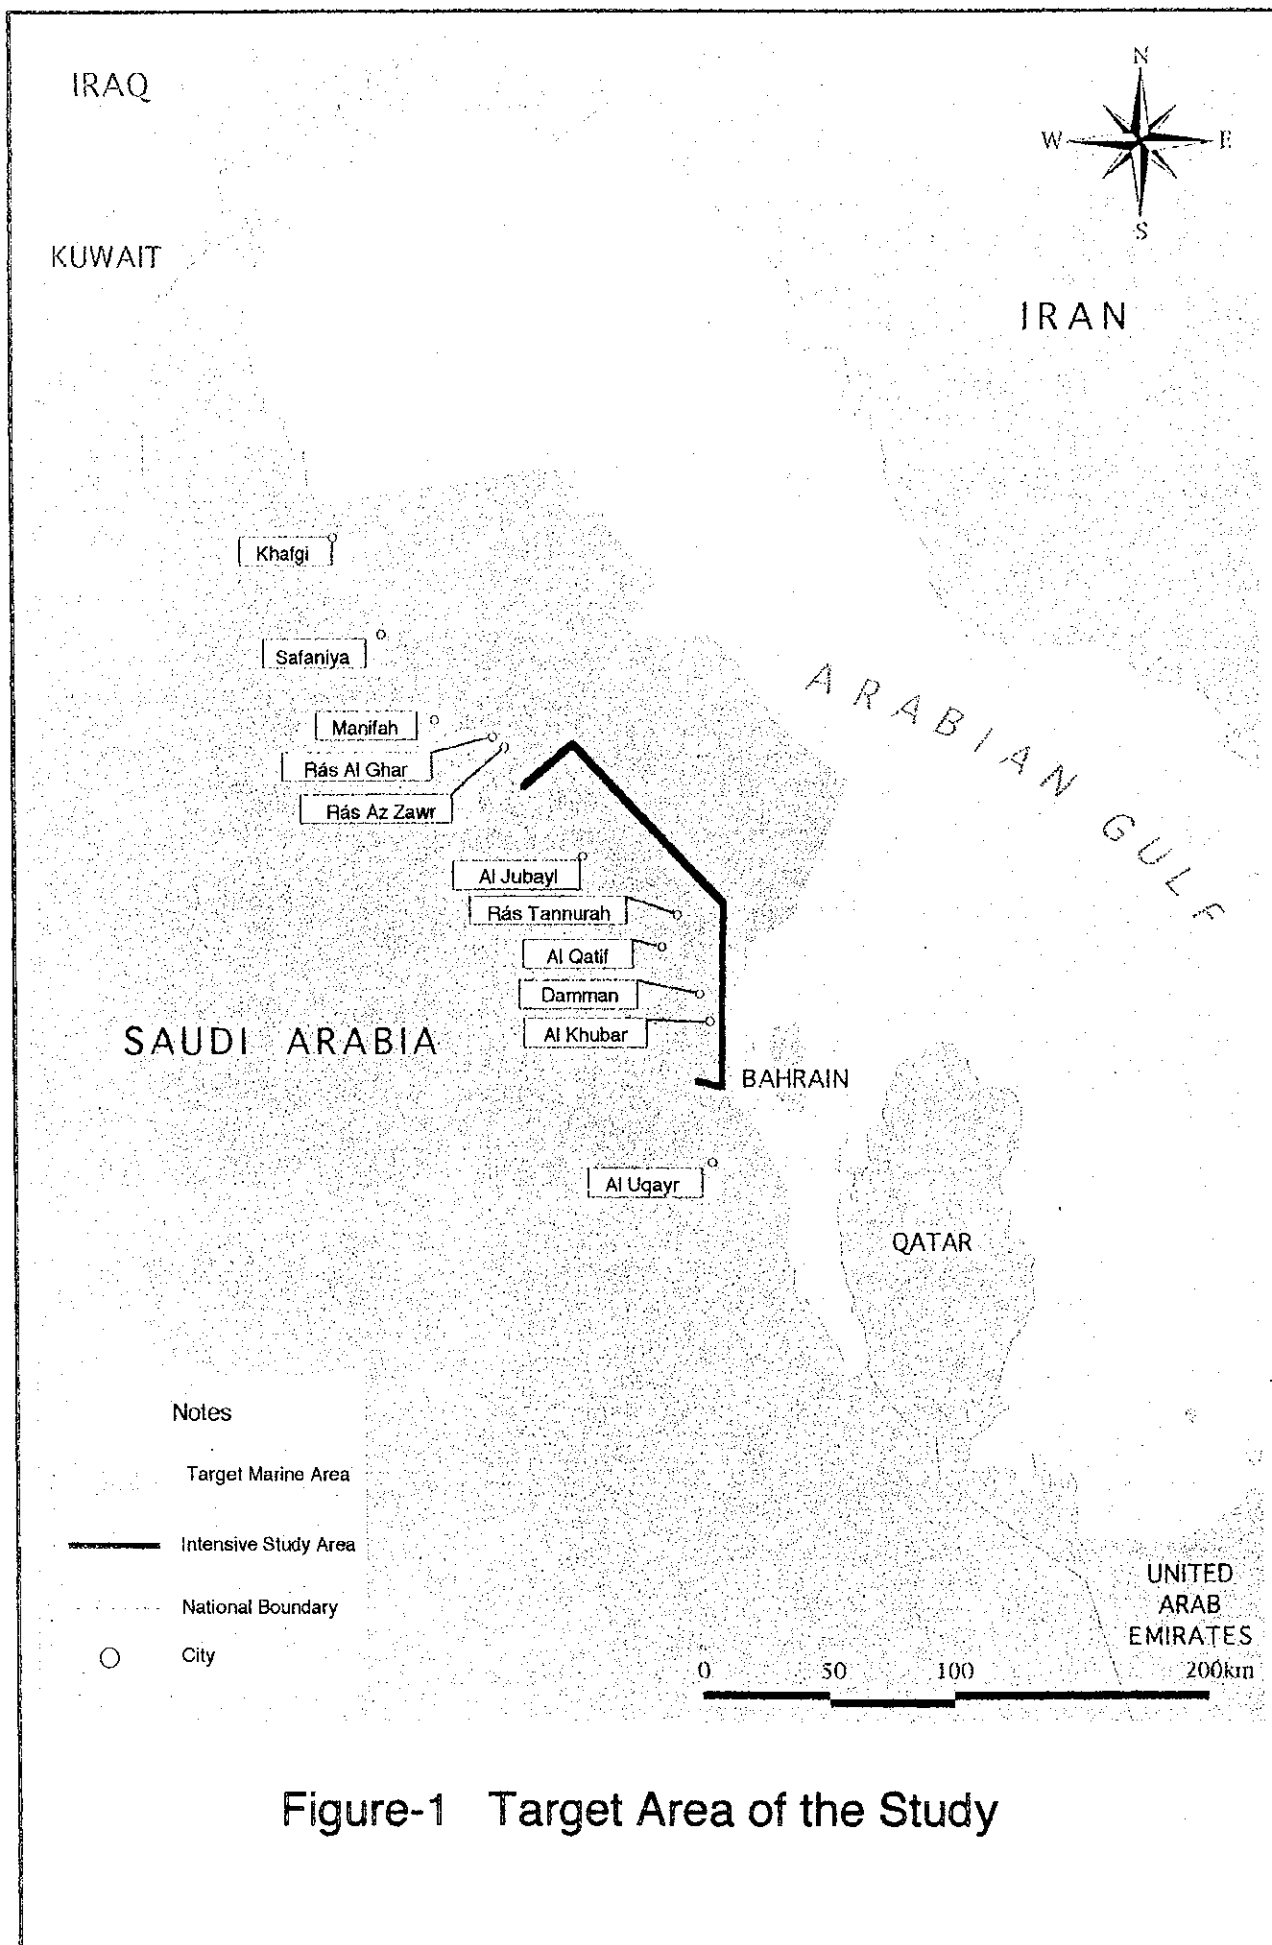 N
IRAQ
W E
S
KUWAIT
IRAN
Khafgi
Safaniya
ARABIAN GULF
Manifah
Rás Al Ghar
Rás Az Zawr
Al Jubayl
Rás Tannurah
Al Qatif
Damman
Al Khubar
SAUDI ARABIA
BAHRAIN
Al Uqayr
QATAR
Notes
Target Marine Area
Intensive Study Area
National Boundary
City
UNITED
ARAB
EMIRATES
0 50 100 200km
Figure-1 Target Area of the Study